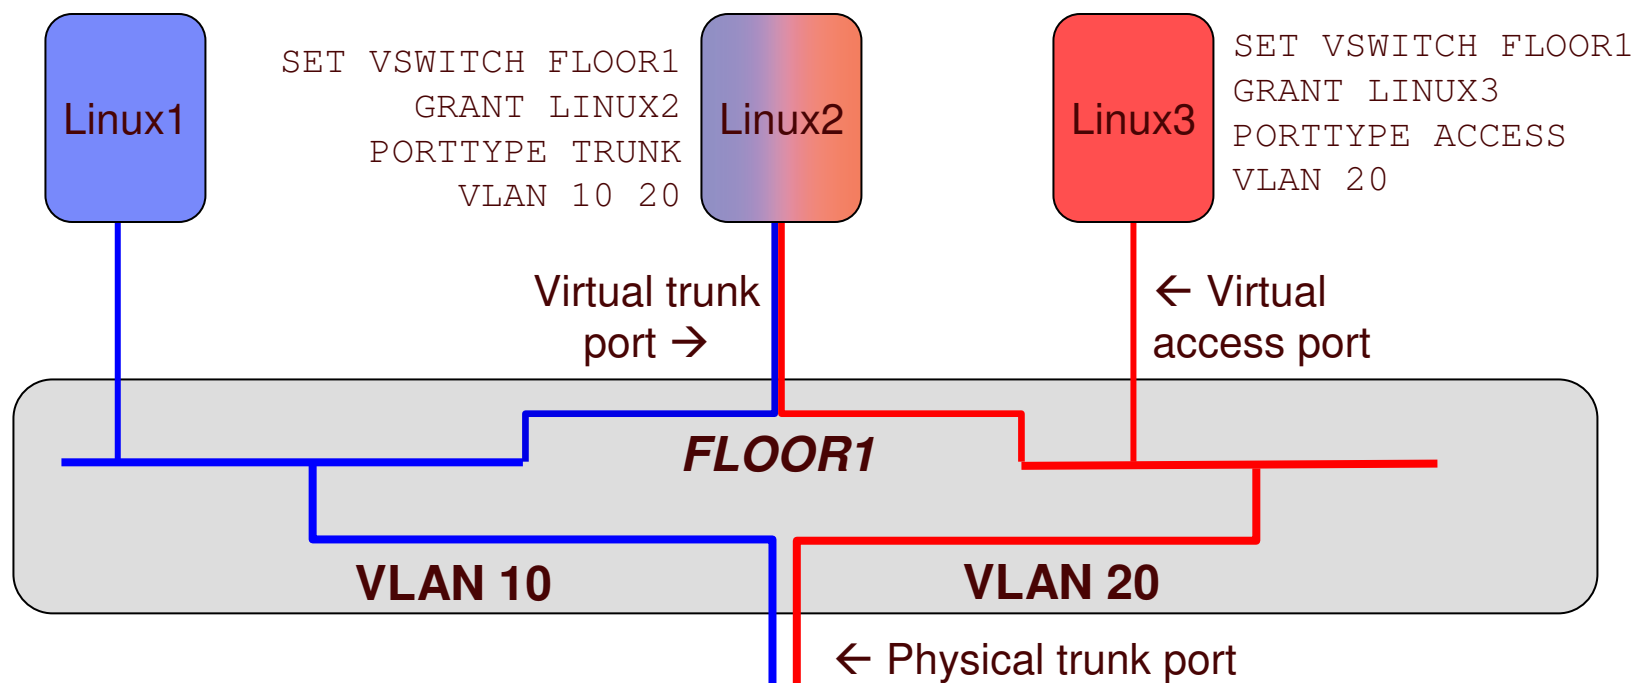 Linux1
SET VSWITCH FLOOR1
GRANT LINUX2
PORTTYPE TRUNK
VLAN 10 20
Linux2
Linux3
SET VSWITCH FLOOR1
GRANT LINUX3
PORTTYPE ACCESS
VLAN 20
Virtual trunk
port →
← Virtual
access port
FLOOR1
VLAN 10
VLAN 20
← Physical trunk port